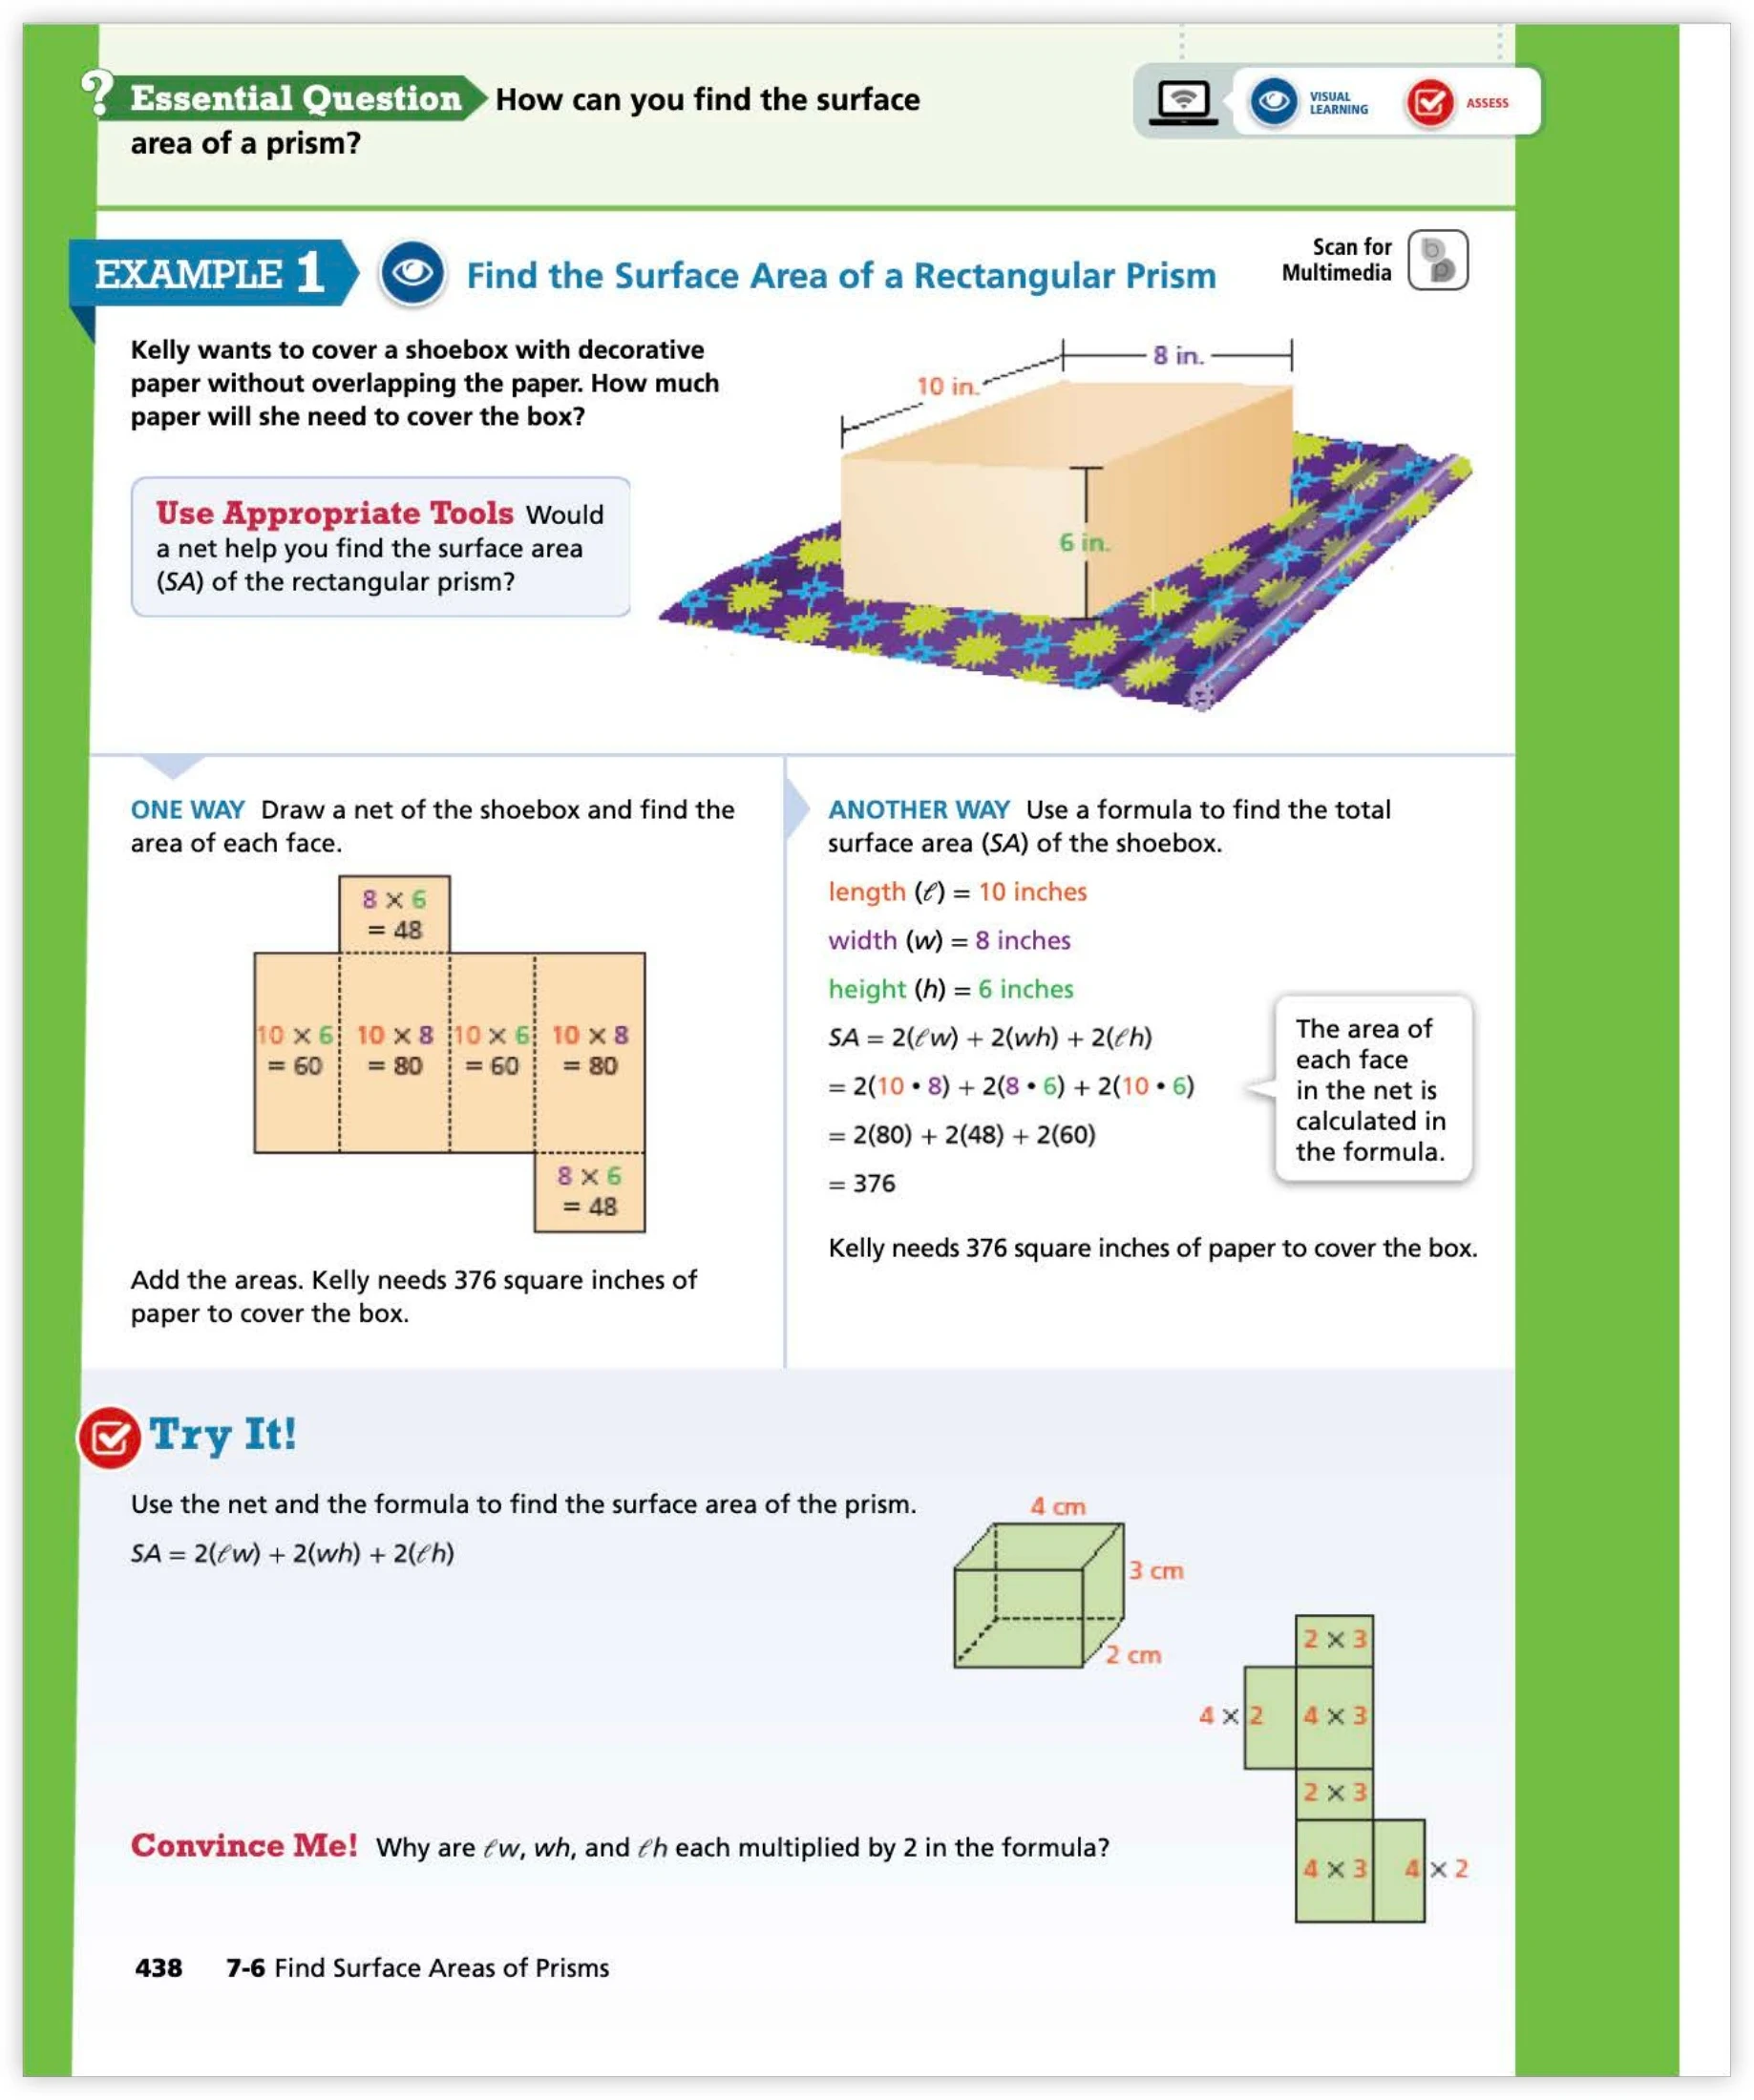 ? Essential Question How can you find the surface
area of a prism?
VISUAL
LEARNING
ASSESS
EXAMPLE 1 Find the Surface Area of a Rectangular Prism
Scan for
Multimedia
Kelly wants to cover a shoebox with decorative
paper without overlapping the paper. How much
paper will she need to cover the box?
Use Appropriate Tools Would
a net help you find the surface area
(SA) of the rectangular prism?
10 in.
8 in.
6 in.
ONE WAY Draw a net of the shoebox and find the
area of each face.
8 × 6
= 48
10 × 6 10 × 8 10 × 6 10 × 8
= 60 = 80 = 60 = 80
8 × 6
= 48
Add the areas. Kelly needs 376 square inches of
paper to cover the box.
ANOTHER WAY Use a formula to find the total
surface area (SA) of the shoebox.
length (ℓ) = 10 inches
width (w) = 8 inches
height (h) = 6 inches
SA = 2(ℓw) + 2(wh) + 2(ℓh)
= 2(10 • 8) + 2(8 • 6) + 2(10 • 6)
= 2(80) + 2(48) + 2(60)
= 376
The area of
each face
in the net is
calculated in
the formula.
Kelly needs 376 square inches of paper to cover the box.
Try It!
Use the net and the formula to find the surface area of the prism.
SA = 2(ℓw) + 2(wh) + 2(ℓh)
4 cm
3 cm
2 cm
2 × 3
4 × 2 4 × 3
2 × 3
4 × 3 4 × 2
Convince Me! Why are ℓw, wh, and ℓh each multiplied by 2 in the formula?
438 7-6 Find Surface Areas of Prisms